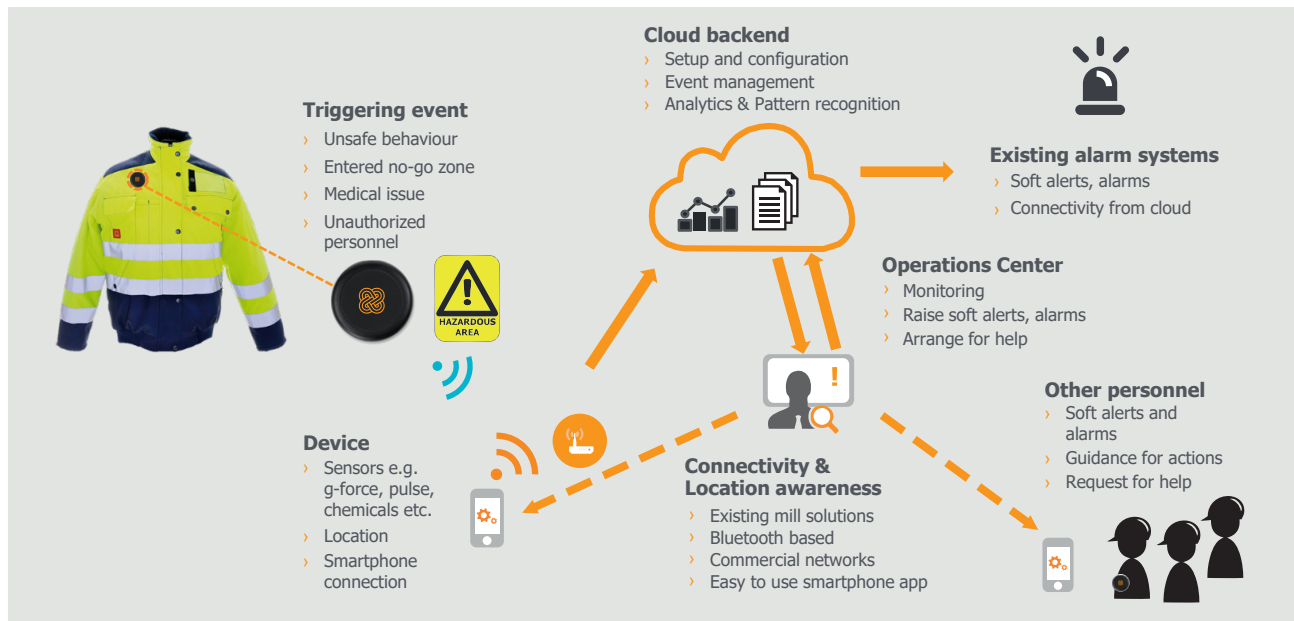 Cloud backend
› Setup and configuration
› Event management
› Analytics & Pattern recognition
Triggering event
› Unsafe behaviour
› Entered no-go zone
› Medical issue
› Unauthorized
personnel
HAZARDOUS
AREA
Existing alarm systems
› Soft alerts, alarms
› Connectivity from cloud
Operations Center
› Monitoring
› Raise soft alerts, alarms
› Arrange for help
!
Device
› Sensors e.g.
g-force, pulse,
chemicals etc.
› Location
› Smartphone
connection
Connectivity &
Location awareness
› Existing mill solutions
› Bluetooth based
› Commercial networks
› Easy to use smartphone app
Other personnel
› Soft alerts and
alarms
› Guidance for actions
› Request for help